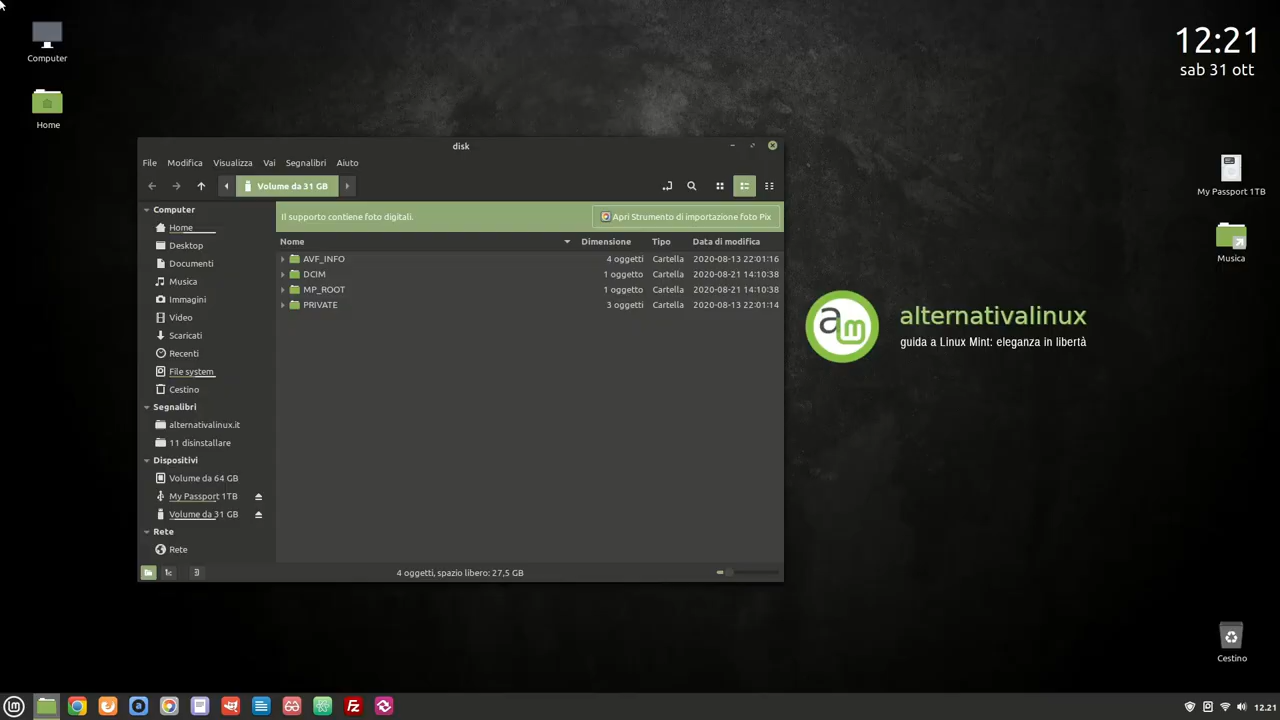 Computer
Home
12:21
sab 31 ott
My Passport 1TB
Musica
Cestino
disk
File Modifica Visualizza Vai Segnalibri Aiuto
Volume da 31 GB
Il supporto contiene foto digitali. Apri Strumento di importazione foto Pix
Nome Dimensione Tipo Data di modifica
AVF_INFO 4 oggetti Cartella 2020-08-13 22:01:16
DCIM 1 oggetto Cartella 2020-08-21 14:10:38
MP_ROOT 1 oggetto Cartella 2020-08-21 14:10:38
PRIVATE 3 oggetti Cartella 2020-08-13 22:01:14
Computer
Home
Desktop
Documenti
Musica
Immagini
Video
Scaricati
Recenti
File system
Cestino
Segnalibri
alternativalinux.it
11 disinstallare
Dispositivi
Volume da 64 GB
My Passport 1TB
Volume da 31 GB
Rete
Rete
4 oggetti, spazio libero: 27,5 GB
am
alternativalinux
guida a Linux Mint: eleganza in libertà
a
FZ
12.21